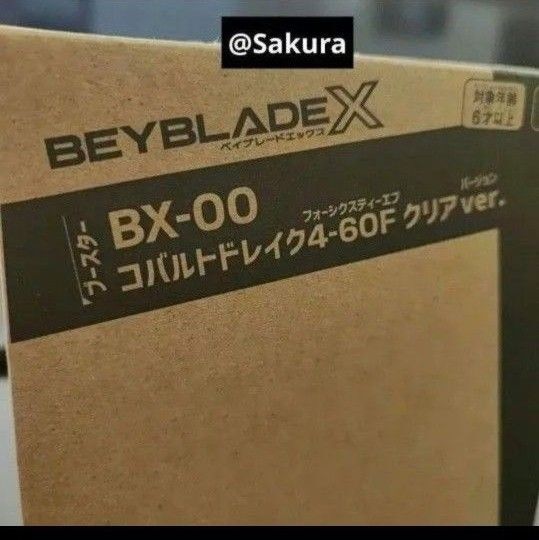 @Sakura
BEYBLADE X
ベイブレードエックス
対象年齢
6才以上
ブースター
BX-00
フォーシックスティーエフ
バージョン
コバルトドレイク4-60F クリアver.